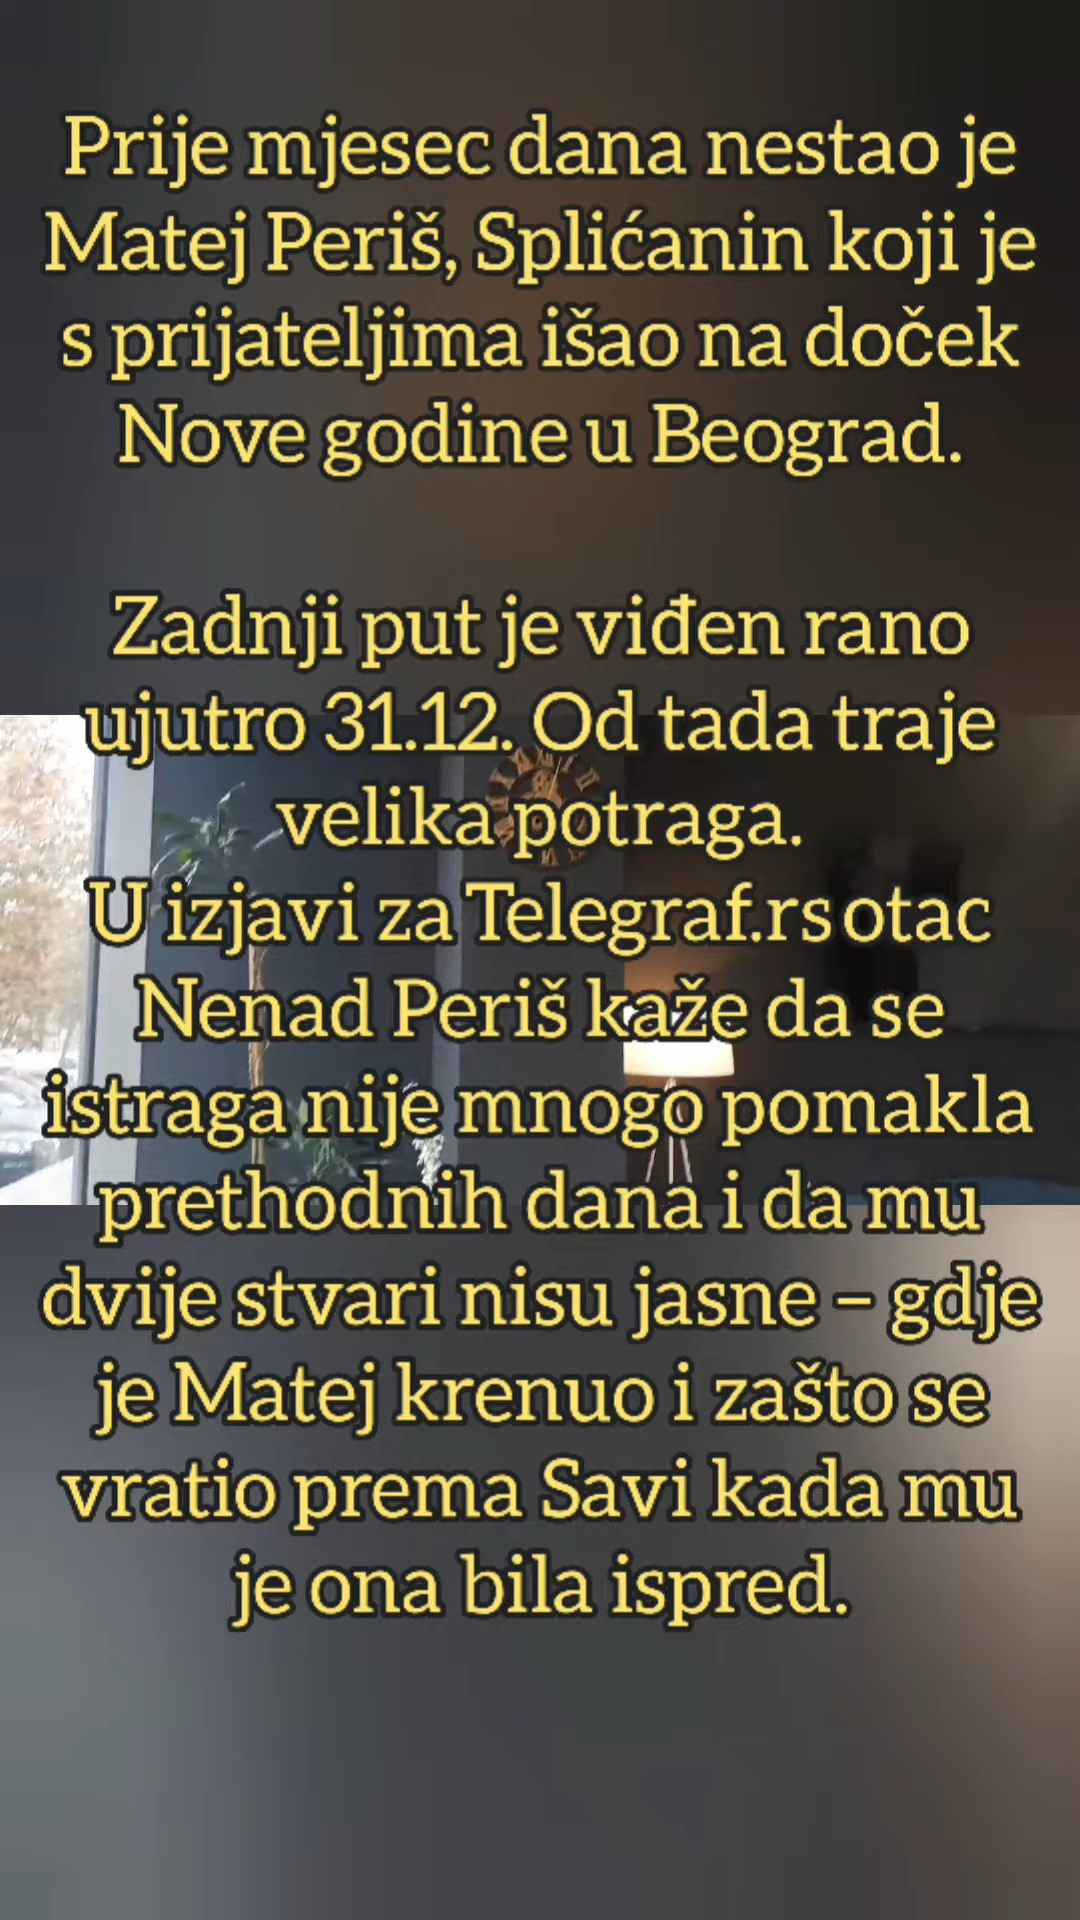 Prije mjesec dana nestao je
Matej Periš, Splićanin koji je
s prijateljima išao na doček
Nove godine u Beograd.
Zadnji put je viđen rano
ujutro 31.12. Od tada traje
velika potraga.
U izjavi za Telegraf.rs otac
Nenad Periš kaže da se
istraga nije mnogo pomakla
prethodnih dana i da mu
dvije stvari nisu jasne – gdje
je Matej krenuo i zašto se
vratio prema Savi kada mu
je ona bila ispred.